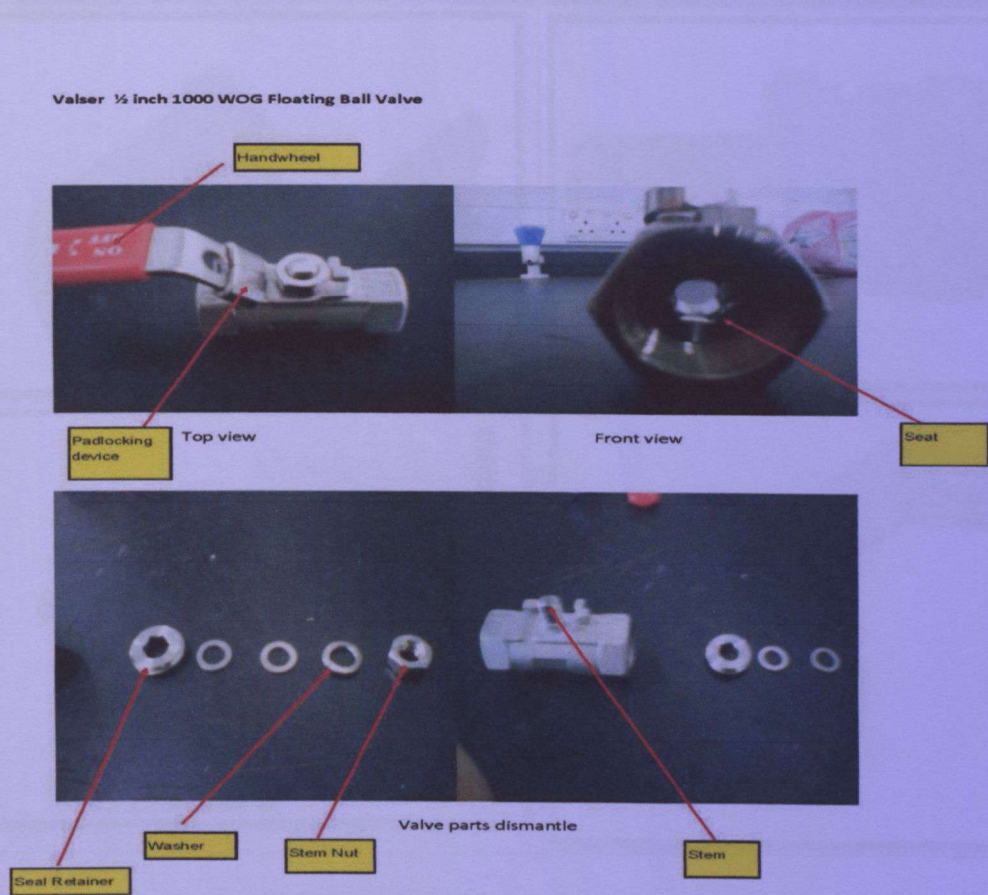 Valser ½ inch 1000 WOG Floating Ball Valve
Handwheel
ON
Padlocking
device
Top view
Front view
Seat
Valve parts dismantle
Washer
Stem Nut
Stem
Seal Retainer